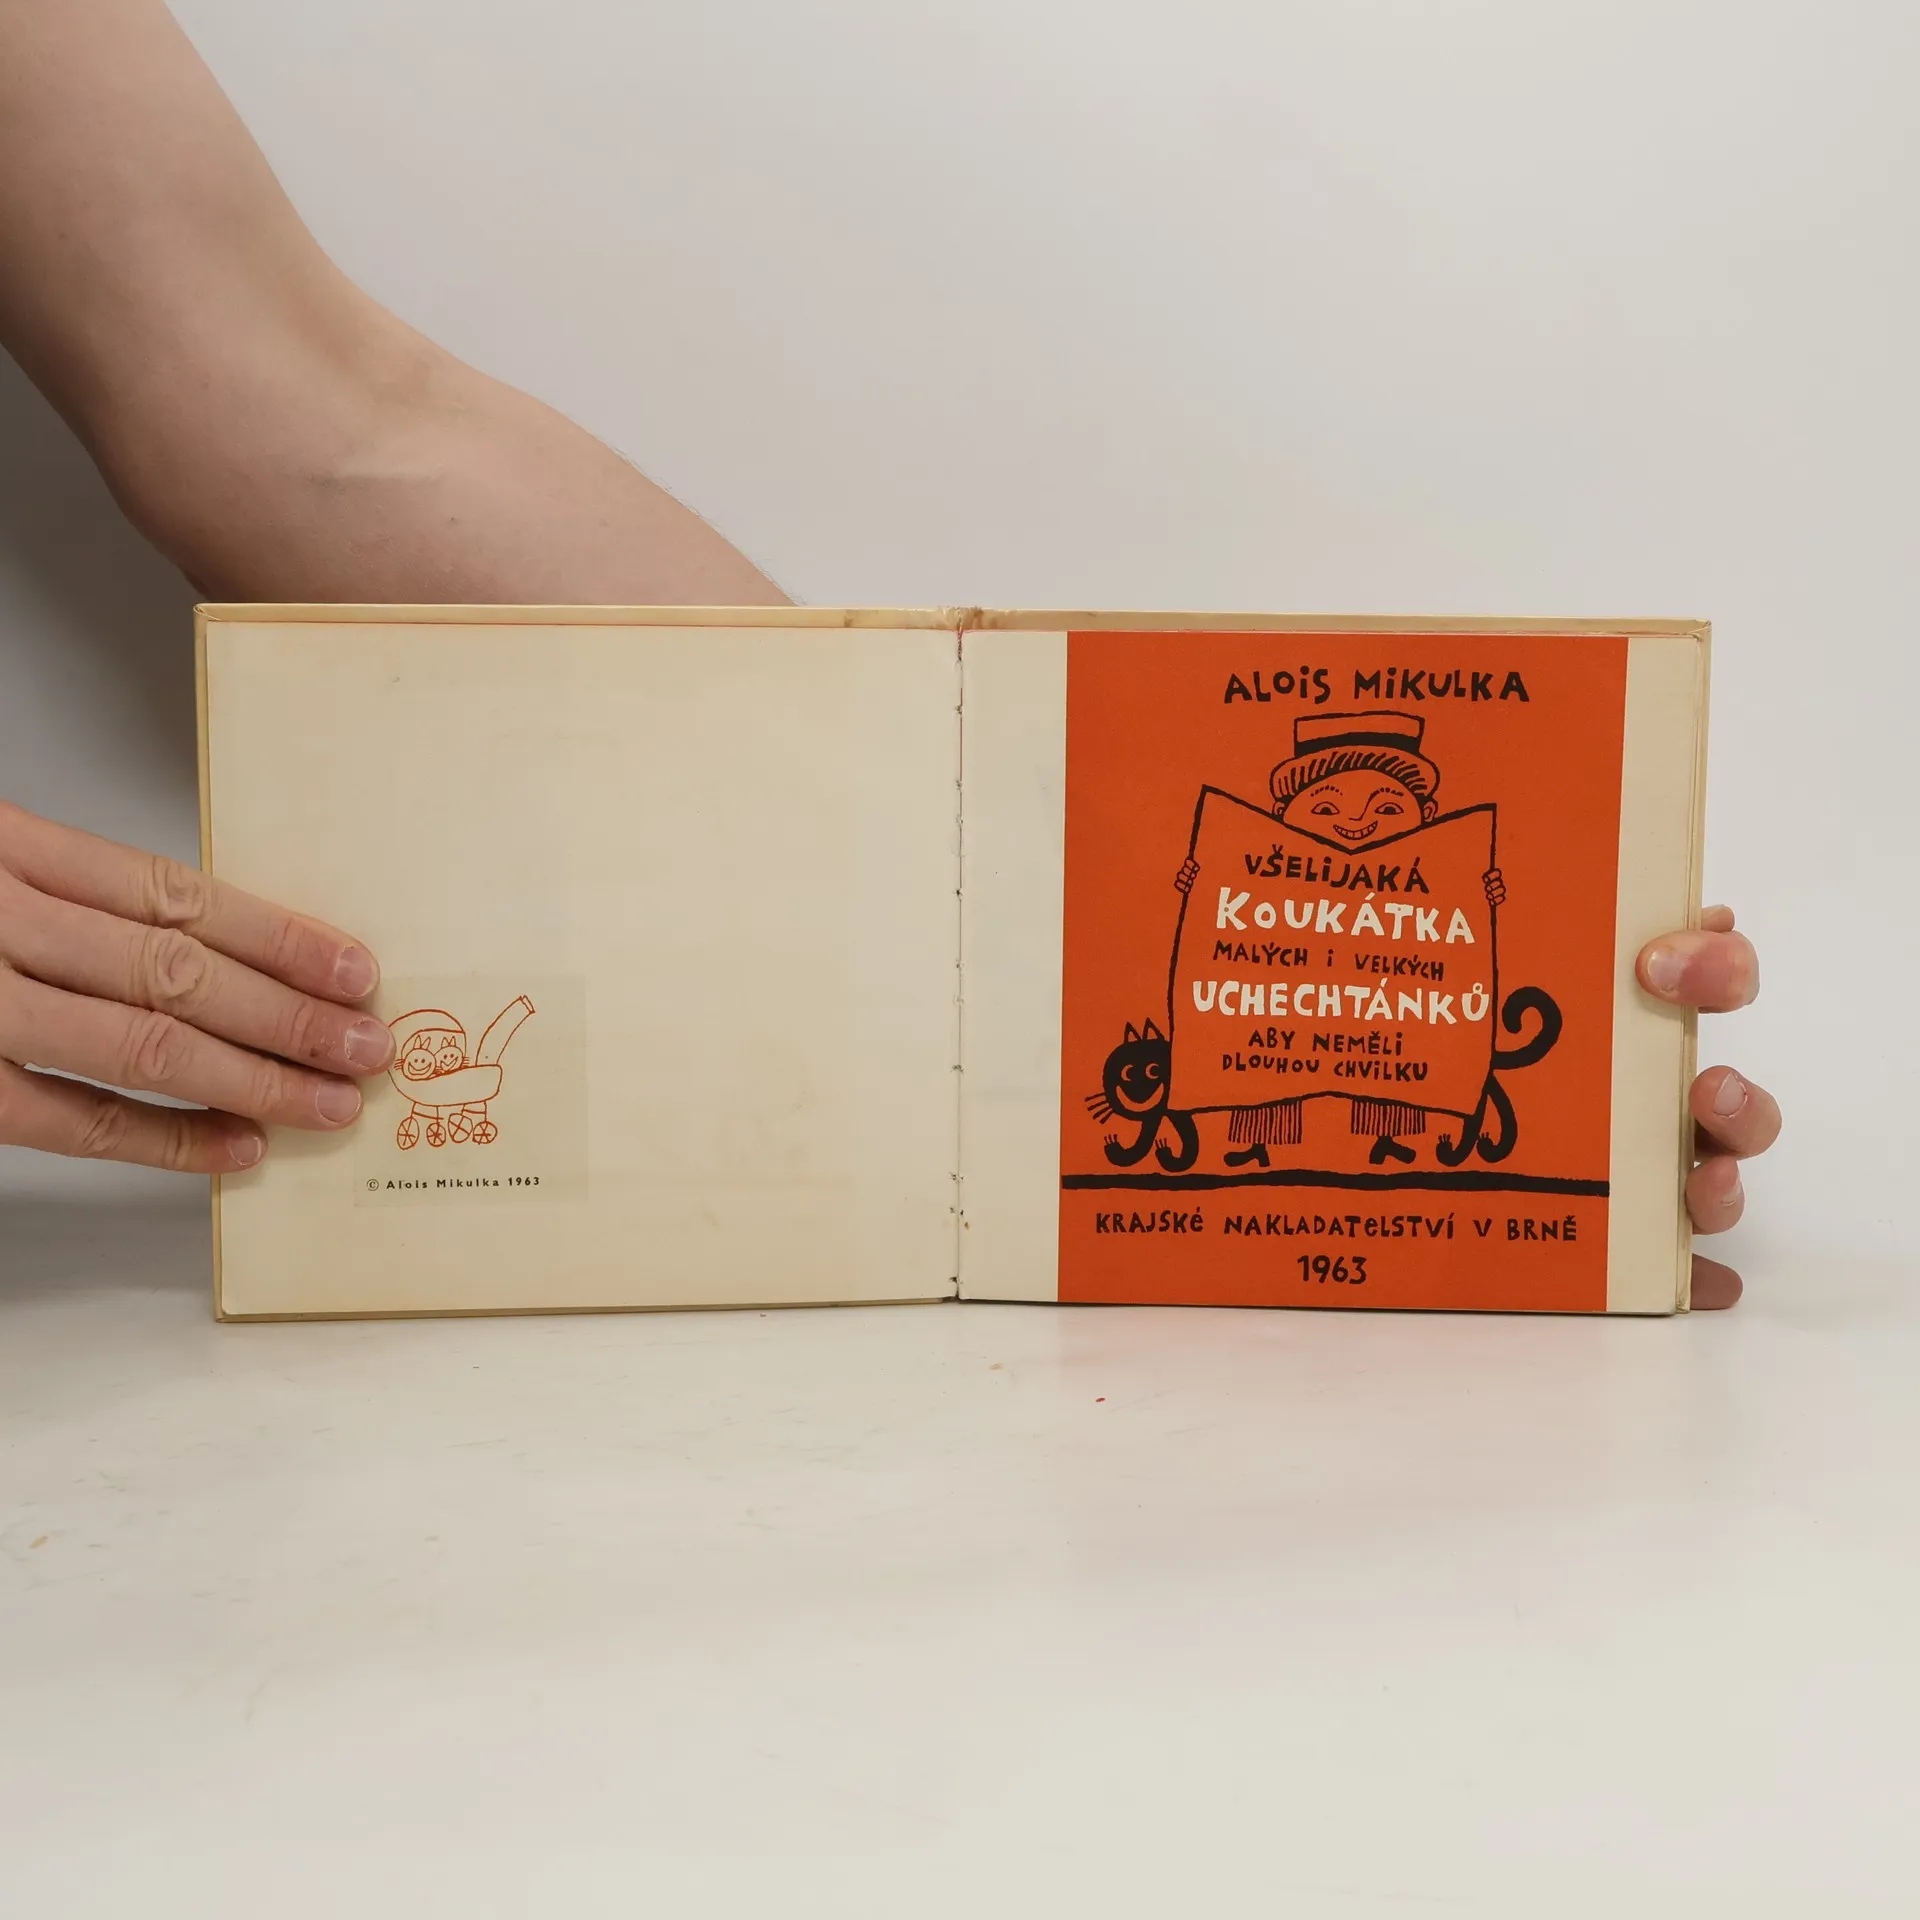 © Alois Mikulka 1963
ALOiS MiKULKA
VŠELiJAKÁ
KOUKÁTKA
MALÝCH i VELKÝCH
UCHECHTÁNKŮ
ABY NEMĚLi
DLOUHOU CHViLKU
KRAJSKé NAKLADATeLSTVí V BRNĚ
1963